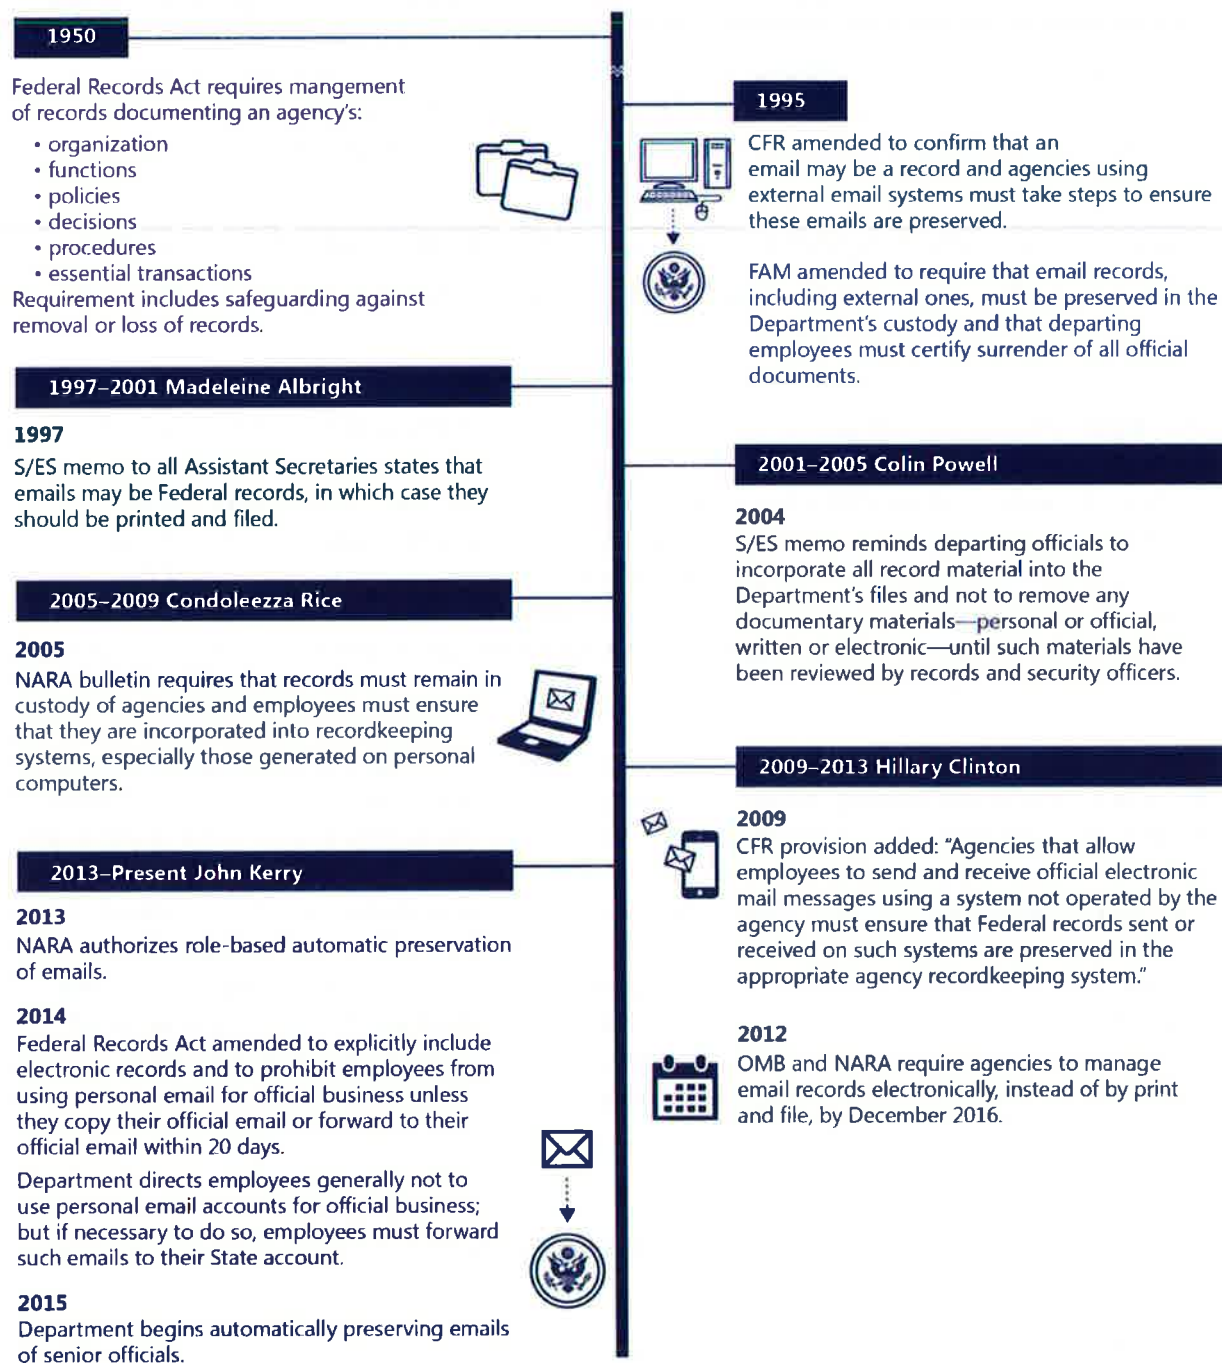 1950
Federal Records Act requires mangement
of records documenting an agency's:
• organization
• functions
• policies
• decisions
• procedures
• essential transactions
Requirement includes safeguarding against
removal or loss of records.
1995
CFR amended to confirm that an
email may be a record and agencies using
external email systems must take steps to ensure
these emails are preserved.
FAM amended to require that email records,
including external ones, must be preserved in the
Department's custody and that departing
employees must certify surrender of all official
documents.
1997–2001 Madeleine Albright
1997
S/ES memo to all Assistant Secretaries states that
emails may be Federal records, in which case they
should be printed and filed.
2001–2005 Colin Powell
2004
S/ES memo reminds departing officials to
incorporate all record material into the
Department's files and not to remove any
documentary materials—personal or official,
written or electronic—until such materials have
been reviewed by records and security officers.
2005–2009 Condoleezza Rice
2005
NARA bulletin requires that records must remain in
custody of agencies and employees must ensure
that they are incorporated into recordkeeping
systems, especially those generated on personal
computers.
2009–2013 Hillary Clinton
2009
CFR provision added: "Agencies that allow
employees to send and receive official electronic
mail messages using a system not operated by the
agency must ensure that Federal records sent or
received on such systems are preserved in the
appropriate agency recordkeeping system."
2012
OMB and NARA require agencies to manage
email records electronically, instead of by print
and file, by December 2016.
2013–Present John Kerry
2013
NARA authorizes role-based automatic preservation
of emails.
2014
Federal Records Act amended to explicitly include
electronic records and to prohibit employees from
using personal email for official business unless
they copy their official email or forward to their
official email within 20 days.
Department directs employees generally not to
use personal email accounts for official business;
but if necessary to do so, employees must forward
such emails to their State account.
2015
Department begins automatically preserving emails
of senior officials.